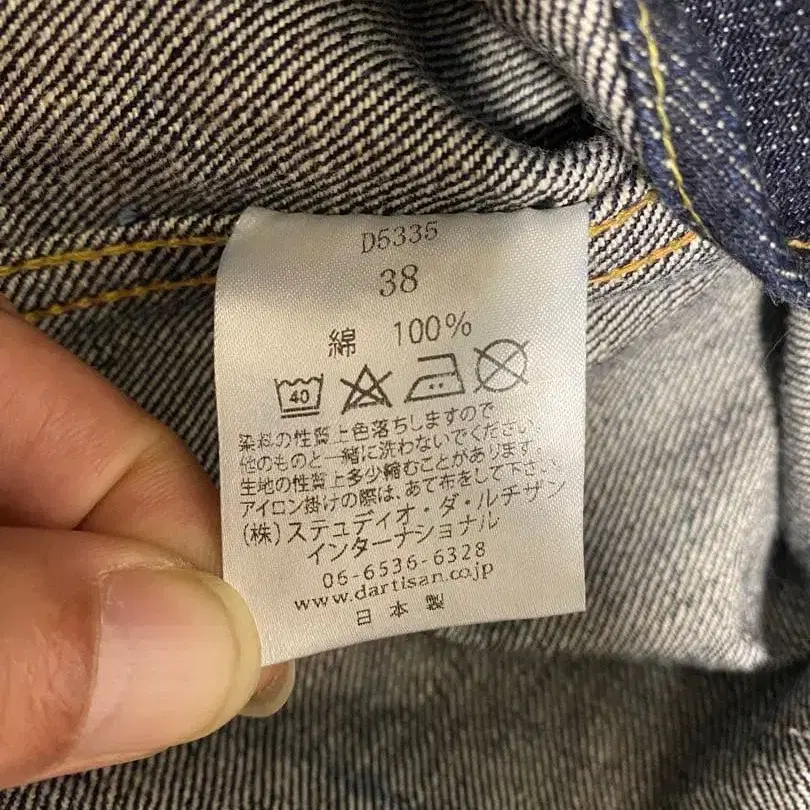 D5335
38
綿 100%
40
染料の性質上色落ちしますので
他のものと一緒に洗わないでください。
生地の性質上多少縮むことがあります。
アイロン掛けの際は、あて布をして下さい。
(株)ステュディオ・ダ・ルチザン
インターナショナル
06-6536-6328
www.dartisan.co.jp
日本製